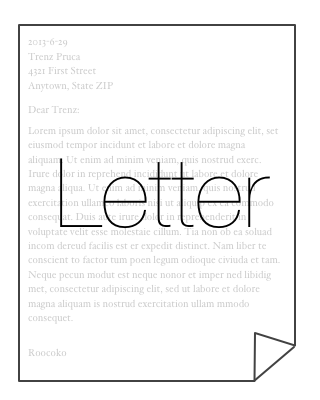 2013-6-29
Trenz Pruca
4321 First Street
Anytown, State ZIP
Dear Trenz:
Lorem ipsum dolor sit amet, consectetur adipiscing elit, set
eiusmod tempor incidunt et labore et dolore magna
aliquam. Ut enim ad minim veniam, quis nostrud exerc.
Irure dolor in reprehend incididunt ut labore et dolore
magna aliqua. Ut enim ad minim veniam, quis nostrud
exercitation ullamco laboris nisi ut aliquip ex ea commodo
consequat. Duis aute irure dolor in reprehenderit in
voluptate velit esse molestaie cillum. Tia non ob ea soluad
incom dereud facilis est er expedit distinct. Nam liber te
conscient to factor tum poen legum odioque civiuda et tam.
Neque pecun modut est neque nonor et imper ned libidig
met, consectetur adipiscing elit, sed ut labore et dolore
magna aliquam is nostrud exercitation ullam mmodo
consequet.
Roocoko
Letter